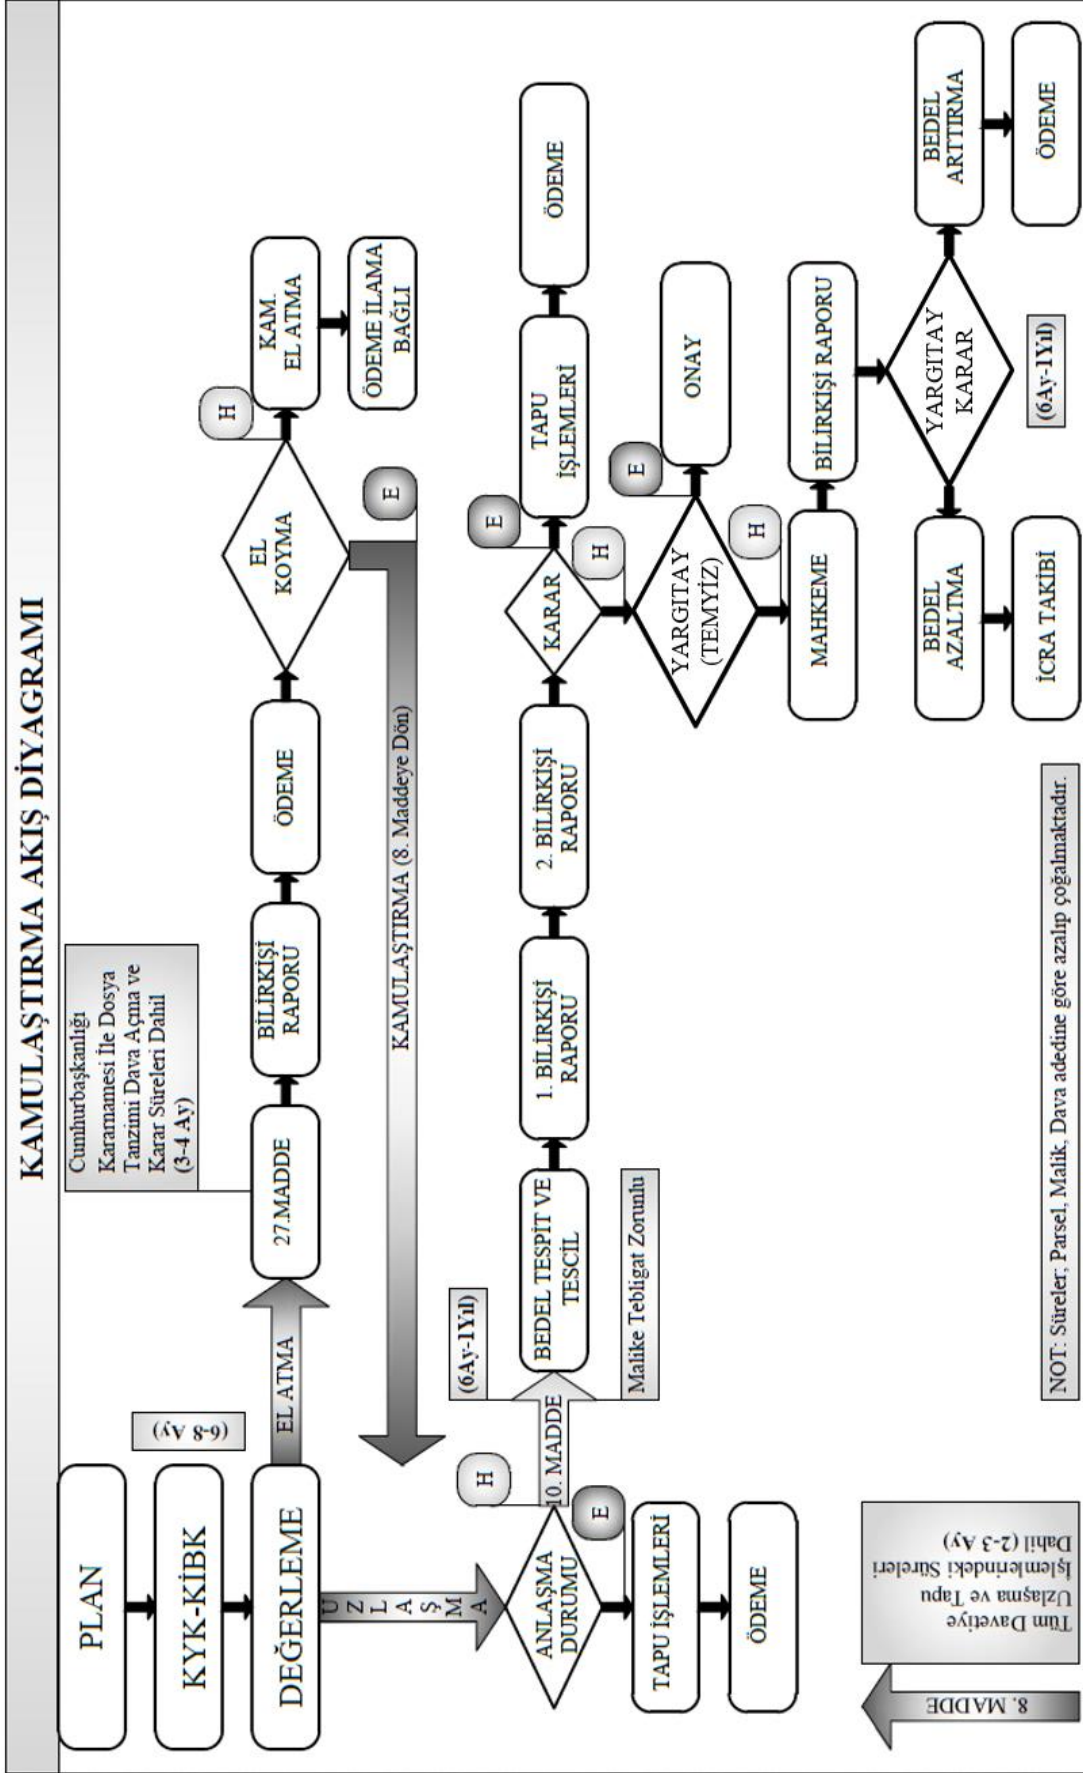 KAMULAŞTIRMA AKIŞ DİYAGRAMI
PLAN
KYK-KİBK
(6-8 Ay)
DEĞERLEME
EL ATMA
Cumhurbaşkanlığı
Kararnamesi İle Dosya
Tanzimi Dava Açma ve
Karar Süreleri Dahil
(3-4 Ay)
27.MADDE
BİLİRKİŞİ
RAPORU
ÖDEME
EL
KOYMA
H
KAM.
EL ATMA
ÖDEME İLAMA
BAĞLI
E
KAMULAŞTIRMA (8. Maddeye Dön)
UZLAŞMA
ANLAŞMA
DURUMU
H
10. MADDE
(6Ay-1Yıl)
Malike Tebligat Zorunlu
BEDEL TESPİT VE
TESCİL
1. BİLİRKİŞİ
RAPORU
2. BİLİRKİŞİ
RAPORU
KARAR
E
TAPU
İŞLEMLERİ
ÖDEME
H
YARGITAY
(TEMYİZ)
E
ONAY
H
MAHKEME
BİLİRKİŞİ RAPORU
YARGITAY
KARAR
(6Ay-1Yıl)
BEDEL
ARTTIRMA
ÖDEME
BEDEL
AZALTMA
İCRA TAKİBİ
E
TAPU İŞLEMLERİ
ÖDEME
8. MADDE
Tüm Davetiye
Uzlaşma ve Tapu
İşlemlerindeki Süreleri
Dahil (2-3 Ay)
NOT: Süreler; Parsel, Malik, Dava adedine göre azalıp çoğalmaktadır.